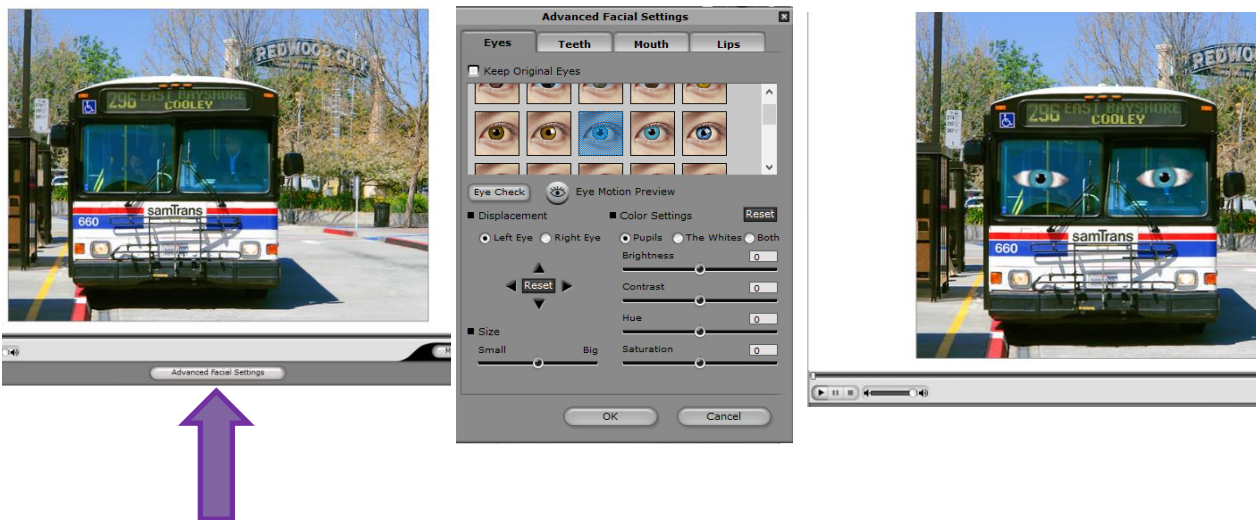 REDWOOD CITY
296 EAST BAYSHORE
COOLEY
samTrans
660
Advanced Facial Settings
Advanced Facial Settings
Eyes
Teeth
Mouth
Lips
Keep Original Eyes
Eye Check
Eye Motion Preview
Displacement
Color Settings
Reset
Left Eye
Right Eye
Pupils
The Whites
Both
Brightness
0
Reset
Contrast
0
Hue
0
Size
Small
Big
Saturation
0
OK
Cancel
REDWOO
296 EAST BAYSHORE
COOLEY
samTrans
660